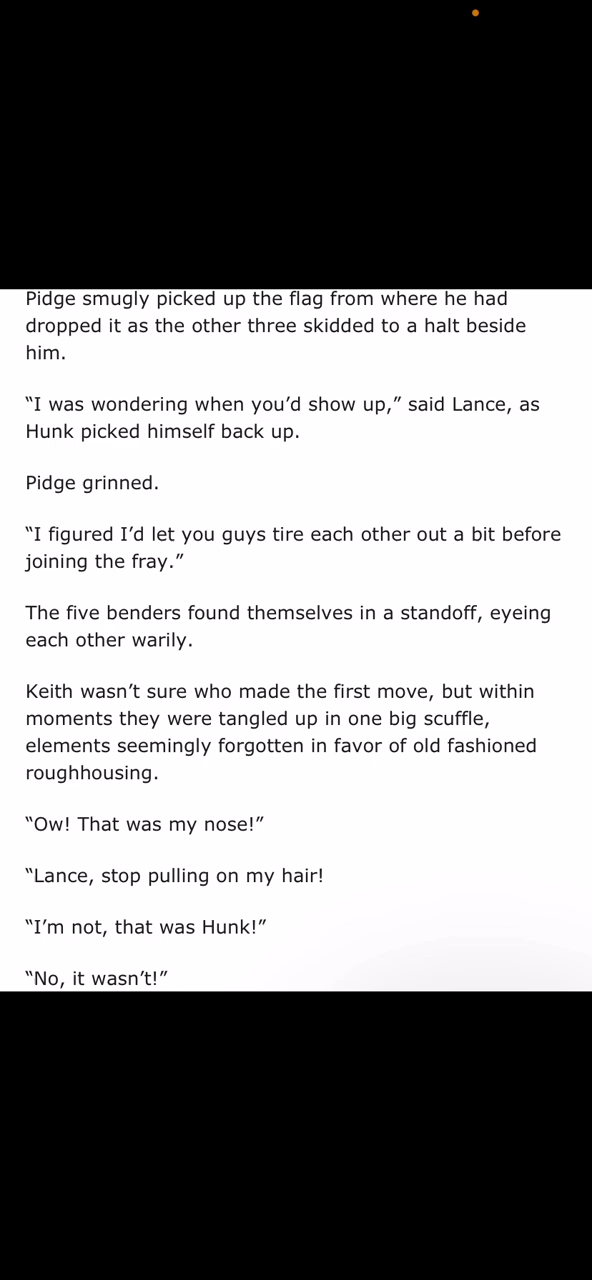 Pidge smugly picked up the flag from where he had
dropped it as the other three skidded to a halt beside
him.
“I was wondering when you’d show up,” said Lance, as
Hunk picked himself back up.
Pidge grinned.
“I figured I’d let you guys tire each other out a bit before
joining the fray.”
The five benders found themselves in a standoff, eyeing
each other warily.
Keith wasn’t sure who made the first move, but within
moments they were tangled up in one big scuffle,
elements seemingly forgotten in favor of old fashioned
roughhousing.
“Ow! That was my nose!”
“Lance, stop pulling on my hair!
“I’m not, that was Hunk!”
“No, it wasn’t!”